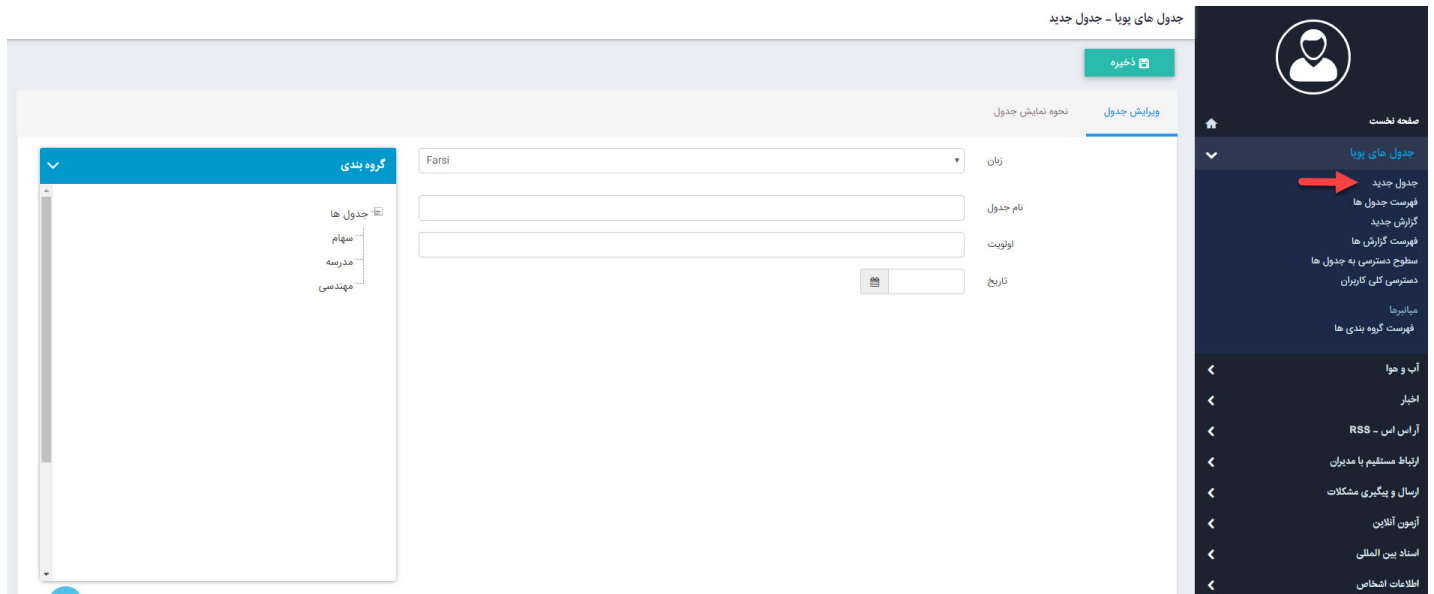 جدول های پویا - جدول جدید
ذخیره
ویرایش جدول
نحوه نمایش جدول
زبان
Farsi
نام جدول
اولویت
تاریخ
گروه بندی
جدول ها
سهام
مدرسه
مهندسی
صفحه نخست
جدول های پویا
جدول جدید
فهرست جدول ها
گزارش جدید
فهرست گزارش ها
سطوح دسترسی به جدول ها
دسترسی کلی کاربران
میانبرها
فهرست گروه بندی ها
آب و هوا
اخبار
آر اس اس - RSS
ارتباط مستقیم با مدیران
ارسال و پیگیری مشکلات
آزمون آنلاین
اسناد بین المللی
اطلاعات اشخاص